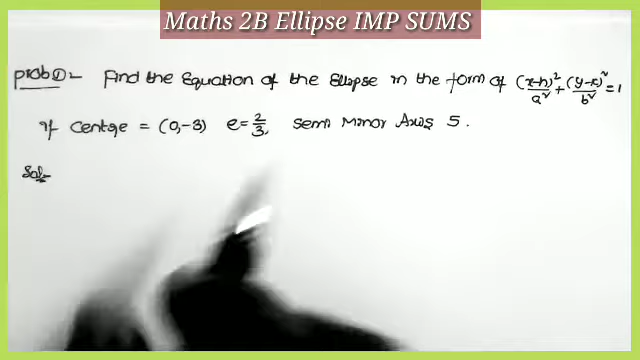 Maths 2B Ellipse IMP SUMS
Prob① :- Find the Equation of the Ellipse in the form of (x-h)²/a² + (y-k)²/b² = 1
if Centre = (0,-3) e=2/3, semi Minor Axis 5.
Sol:-